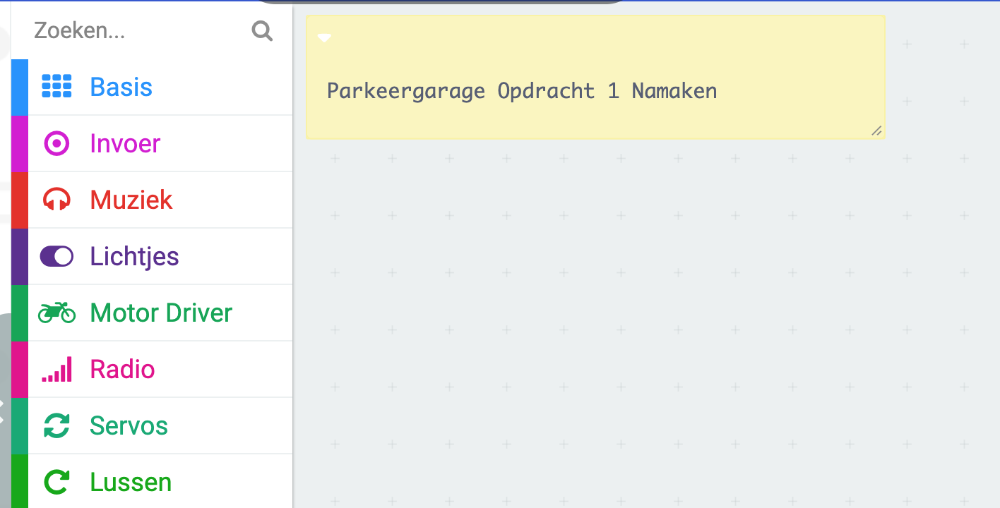 Zoeken...
Basis
Invoer
Muziek
Lichtjes
Motor Driver
Radio
Servos
Lussen
Parkeergarage Opdracht 1 Namaken